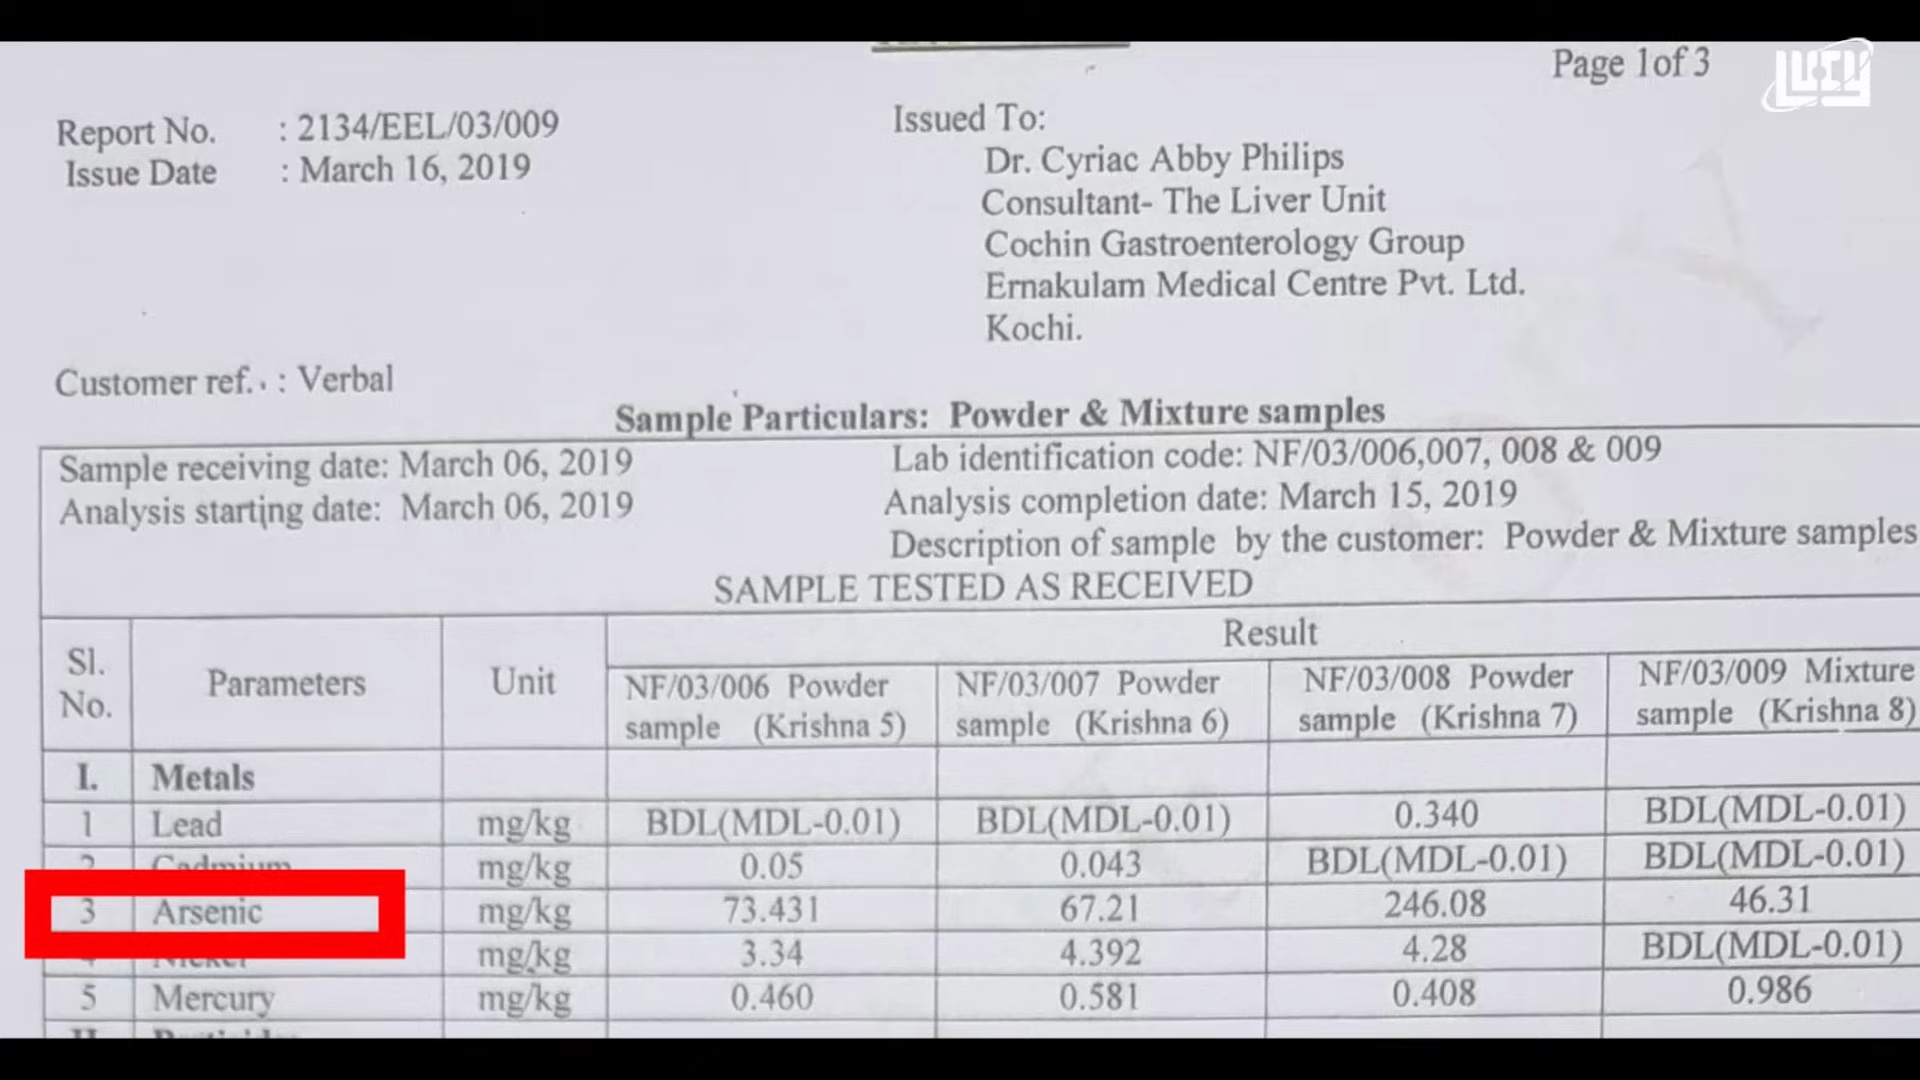 Page 1of 3
LUCY
Report No. : 2134/EEL/03/009
Issue Date : March 16, 2019
Issued To:
Dr. Cyriac Abby Philips
Consultant- The Liver Unit
Cochin Gastroenterology Group
Ernakulam Medical Centre Pvt. Ltd.
Kochi.
Customer ref. : Verbal
Sample Particulars: Powder & Mixture samples
Sample receiving date: March 06, 2019 Lab identification code: NF/03/006,007, 008 & 009
Analysis starting date: March 06, 2019 Analysis completion date: March 15, 2019
Description of sample by the customer: Powder & Mixture samples
SAMPLE TESTED AS RECEIVED
Sl. No. Parameters Unit Result
NF/03/006 Powder sample (Krishna 5) NF/03/007 Powder sample (Krishna 6) NF/03/008 Powder sample (Krishna 7) NF/03/009 Mixture sample (Krishna 8)
I. Metals
1 Lead mg/kg BDL(MDL-0.01) BDL(MDL-0.01) 0.340 BDL(MDL-0.01)
2 Cadmium mg/kg 0.05 0.043 BDL(MDL-0.01) BDL(MDL-0.01)
3 Arsenic mg/kg 73.431 67.21 246.08 46.31
4 Nickel mg/kg 3.34 4.392 4.28 BDL(MDL-0.01)
5 Mercury mg/kg 0.460 0.581 0.408 0.986